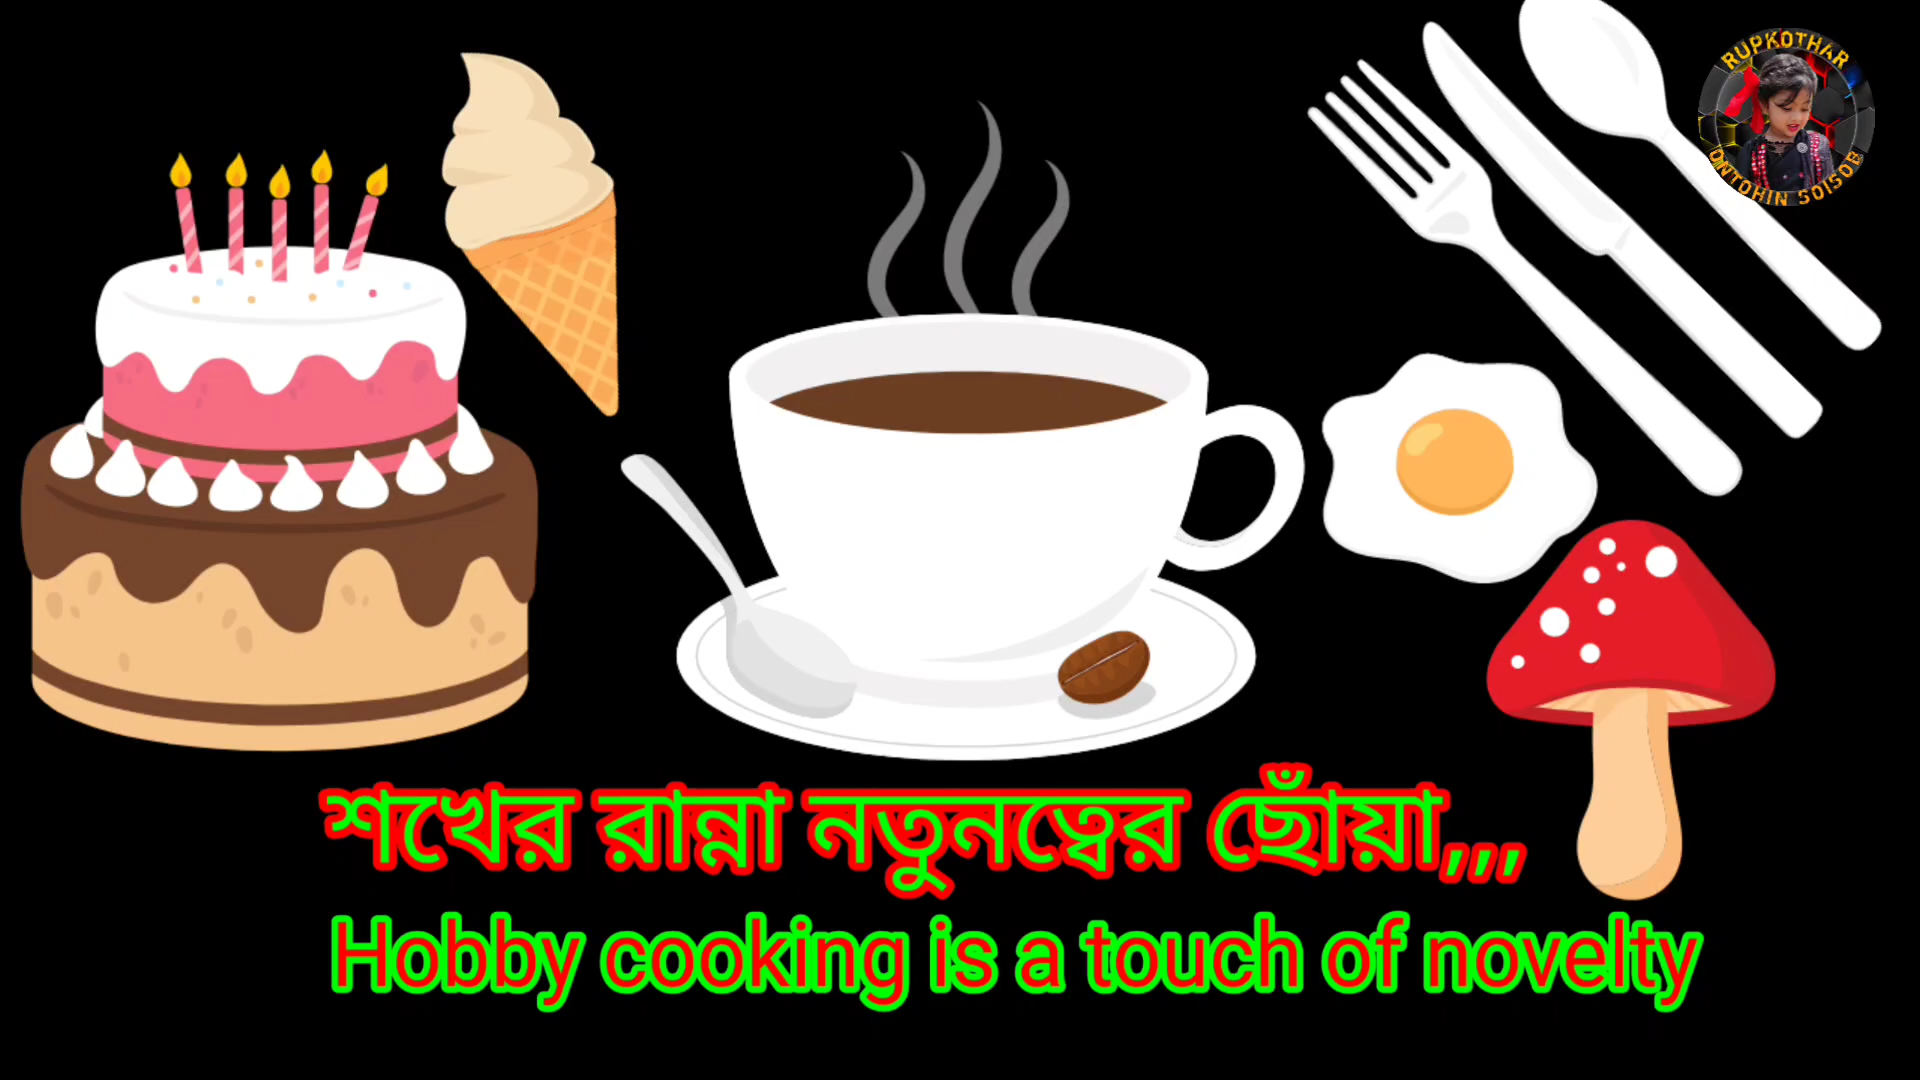 RUPKOTHAR
ONTOHIN SOISOB
শখের রান্না নতুনত্বের ছোঁয়া,,,
Hobby cooking is a touch of novelty